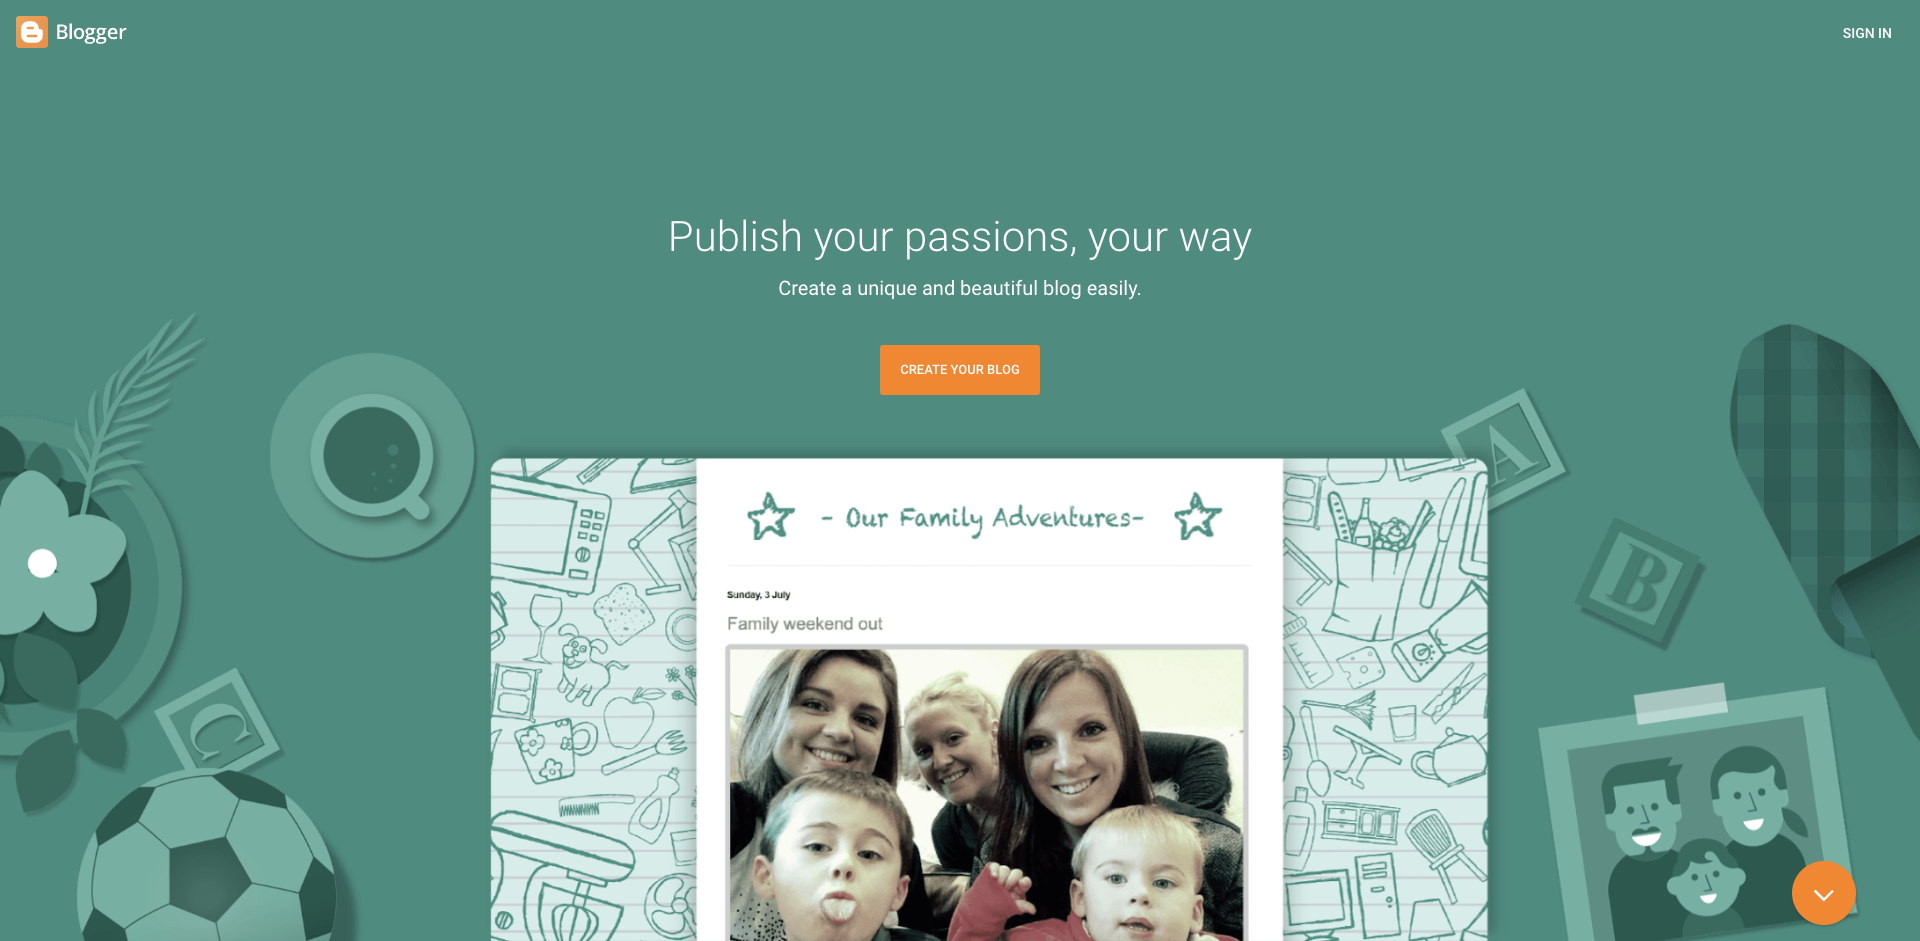 Blogger
SIGN IN
Publish your passions, your way
Create a unique and beautiful blog easily.
CREATE YOUR BLOG
A
- Our Family Adventures-
B
Sunday, 3 July
Family weekend out
C